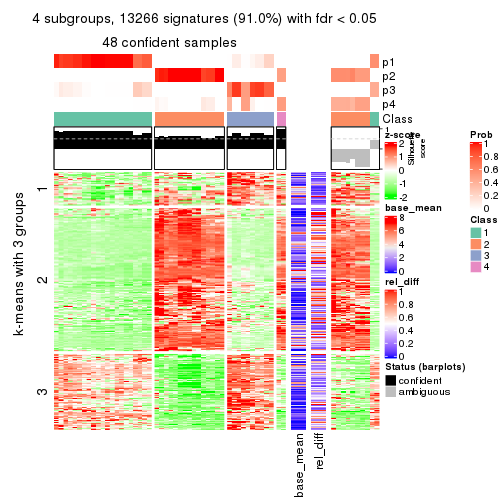 4 subgroups, 13266 signatures (91.0%) with fdr < 0.05
48 confident samples
p1
p2
p3
p4
Class
1
Silhouette
score
k-means with 3 groups
1
2
3
base_mean
rel_diff
z-score
2
1
0
-1
-2
base_mean
8
6
4
2
0
rel_diff
1
0.8
0.6
0.4
0.2
0
Status (barplots)
confident
ambiguous
Prob
1
0.8
0.6
0.4
0.2
0
Class
1
2
3
4